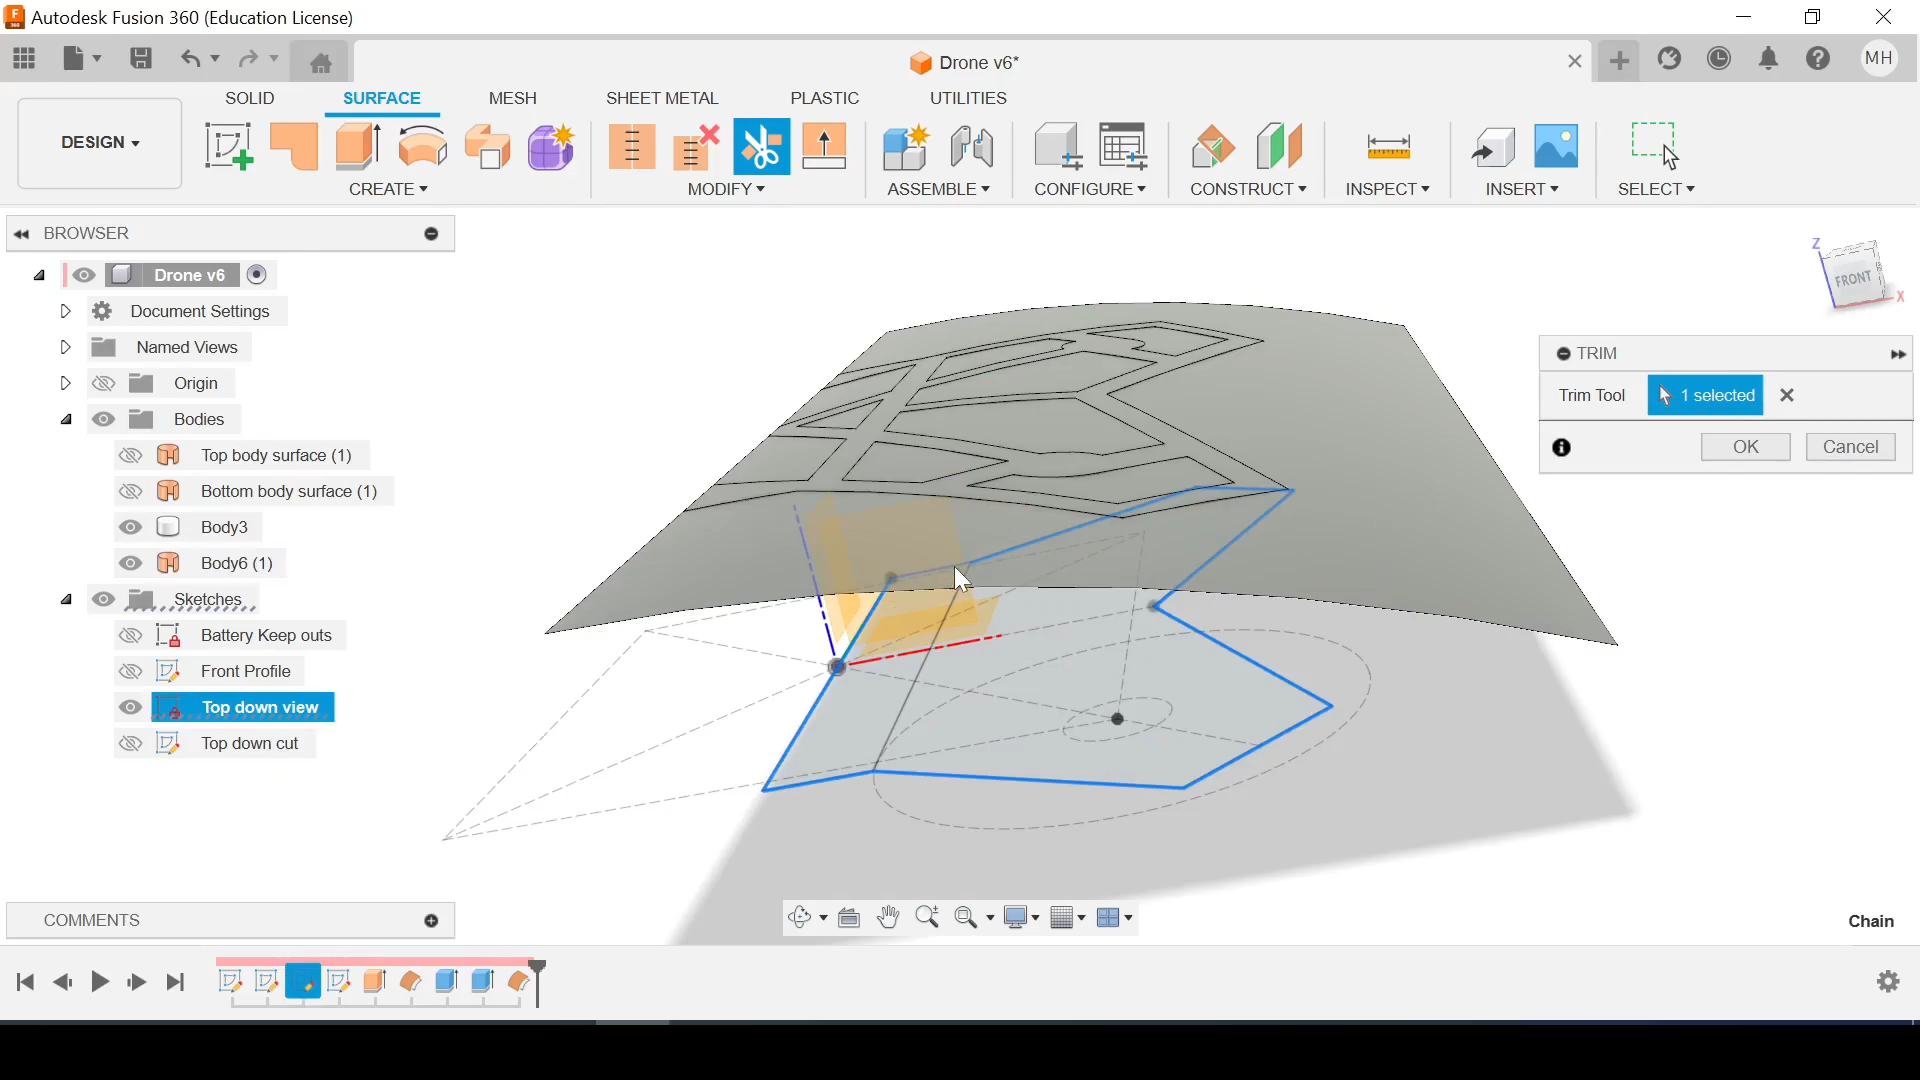 Autodesk Fusion 360 (Education License)
Drone v6*
MH
SOLID
SURFACE
MESH
SHEET METAL
PLASTIC
UTILITIES
DESIGN
CREATE
MODIFY
ASSEMBLE
CONFIGURE
CONSTRUCT
INSPECT
INSERT
SELECT
BROWSER
Drone v6
Document Settings
Named Views
Origin
Bodies
Top body surface (1)
Bottom body surface (1)
Body3
Body6 (1)
Sketches
Battery Keep outs
Front Profile
Top down view
Top down cut
Z
FRONT
X
TRIM
Trim Tool
1 selected
OK
Cancel
COMMENTS
Chain